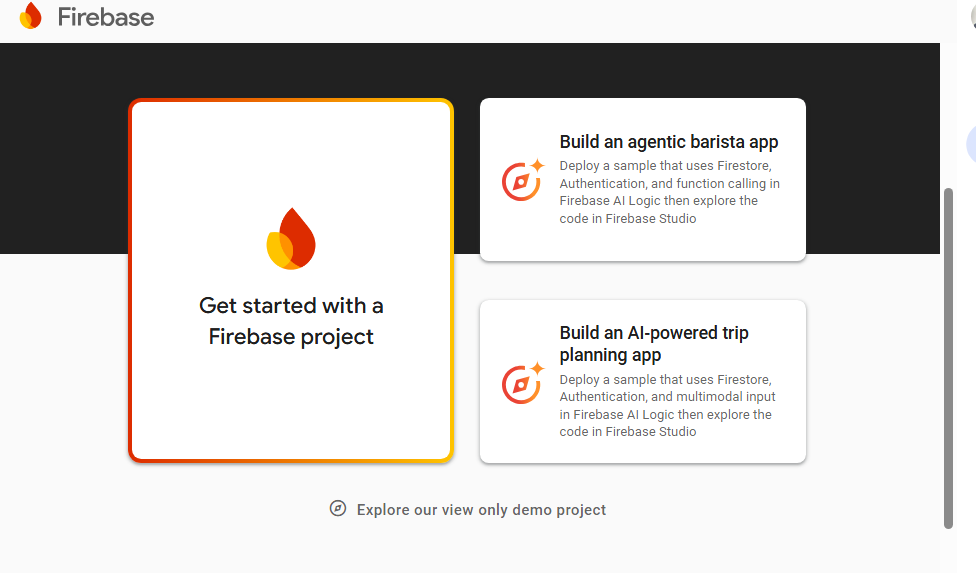 Firebase
Get started with a
Firebase project
Build an agentic barista app
Deploy a sample that uses Firestore,
Authentication, and function calling in
Firebase AI Logic then explore the
code in Firebase Studio
Build an AI-powered trip
planning app
Deploy a sample that uses Firestore,
Authentication, and multimodal input
in Firebase AI Logic then explore the
code in Firebase Studio
Explore our view only demo project